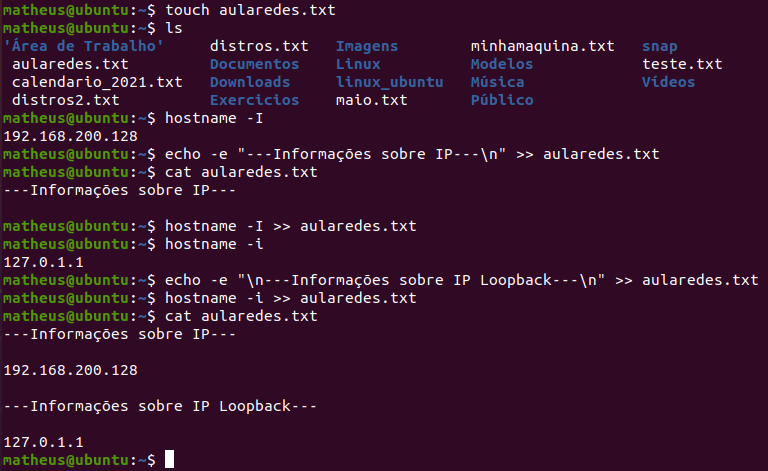 matheus@ubuntu:~$ touch aularedes.txt
matheus@ubuntu:~$ ls
'Área de Trabalho'     distros.txt   Imagens        minhamaquina.txt   snap
 aularedes.txt         Documentos    Linux          Modelos            teste.txt
 calendario_2021.txt   Downloads     linux_ubuntu   Música             Vídeos
 distros2.txt          Exercicios    maio.txt       Público
matheus@ubuntu:~$ hostname -I
192.168.200.128
matheus@ubuntu:~$ echo -e "---Informações sobre IP---\n" >> aularedes.txt
matheus@ubuntu:~$ cat aularedes.txt
---Informações sobre IP---

matheus@ubuntu:~$ hostname -I >> aularedes.txt
matheus@ubuntu:~$ hostname -i
127.0.1.1
matheus@ubuntu:~$ echo -e "\n---Informações sobre IP Loopback---\n" >> aularedes.txt
matheus@ubuntu:~$ hostname -i >> aularedes.txt
matheus@ubuntu:~$ cat aularedes.txt
---Informações sobre IP---

192.168.200.128

---Informações sobre IP Loopback---

127.0.1.1
matheus@ubuntu:~$